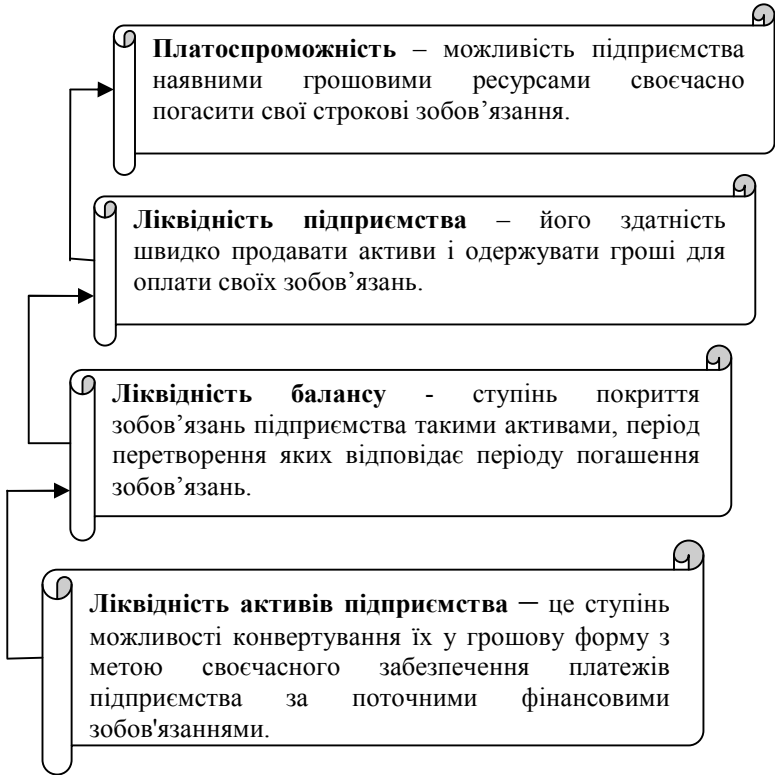 Платоспроможність – можливість підприємства
наявними грошовими ресурсами своєчасно
погасити свої строкові зобов’язання.
Ліквідність підприємства – його здатність
швидко продавати активи і одержувати гроші для
оплати своїх зобов’язань.
Ліквідність балансу - ступінь покриття
зобов’язань підприємства такими активами, період
перетворення яких відповідає періоду погашення
зобов’язань.
Ліквідність активів підприємства — це ступінь
можливості конвертування їх у грошову форму з
метою своєчасного забезпечення платежів
підприємства за поточними фінансовими
зобов'язаннями.